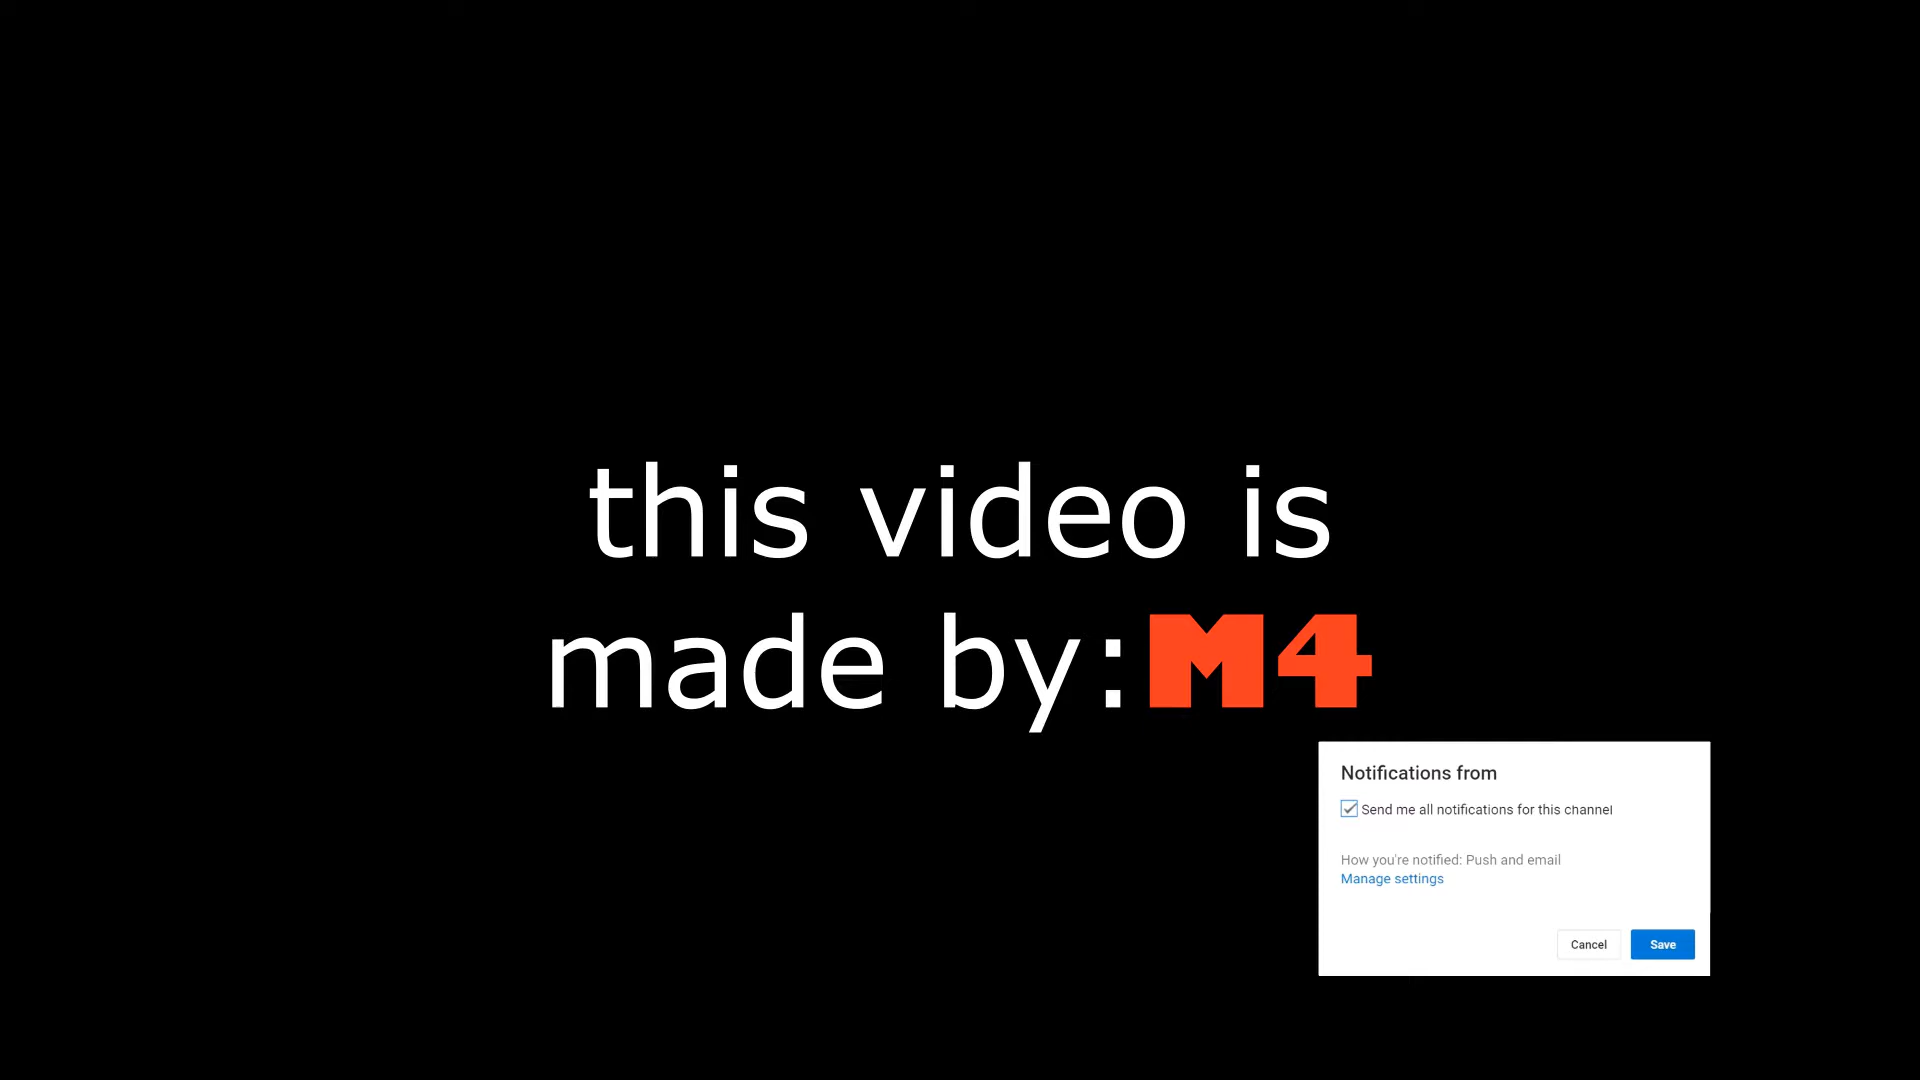 this video is
made by:M4
Notifications from
Send me all notifications for this channel
How you're notified: Push and email
Manage settings
Cancel
Save